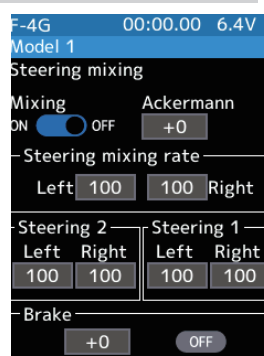 F-4G 00:00.00 6.4V
Model 1
Steering mixing
Mixing Ackermann
ON OFF +0
Steering mixing rate
Left 100 100 Right
Steering 2 Steering 1
Left Right Left Right
100 100 100 100
Brake
+0 OFF